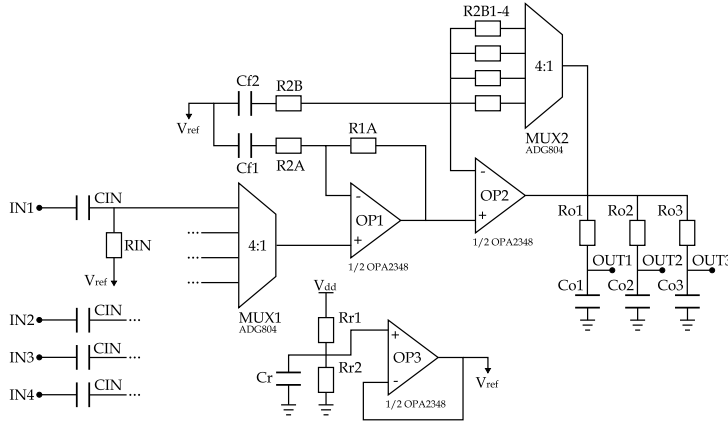 R2B1-4
4:1
MUX2
ADG804
Cf2
R2B
Vref
R1A
Cf1
R2A
-
OP1
+
1/2 OPA2348
-
OP2
+
1/2 OPA2348
IN1
CIN
RIN
Vref
...
...
...
4:1
MUX1
ADG804
Ro1
Ro2
Ro3
OUT1
OUT2
OUT3
Co1
Co2
Co3
IN2
CIN
...
IN3
CIN
...
IN4
CIN
...
Vdd
Rr1
Cr
Rr2
+
OP3
-
1/2 OPA2348
Vref